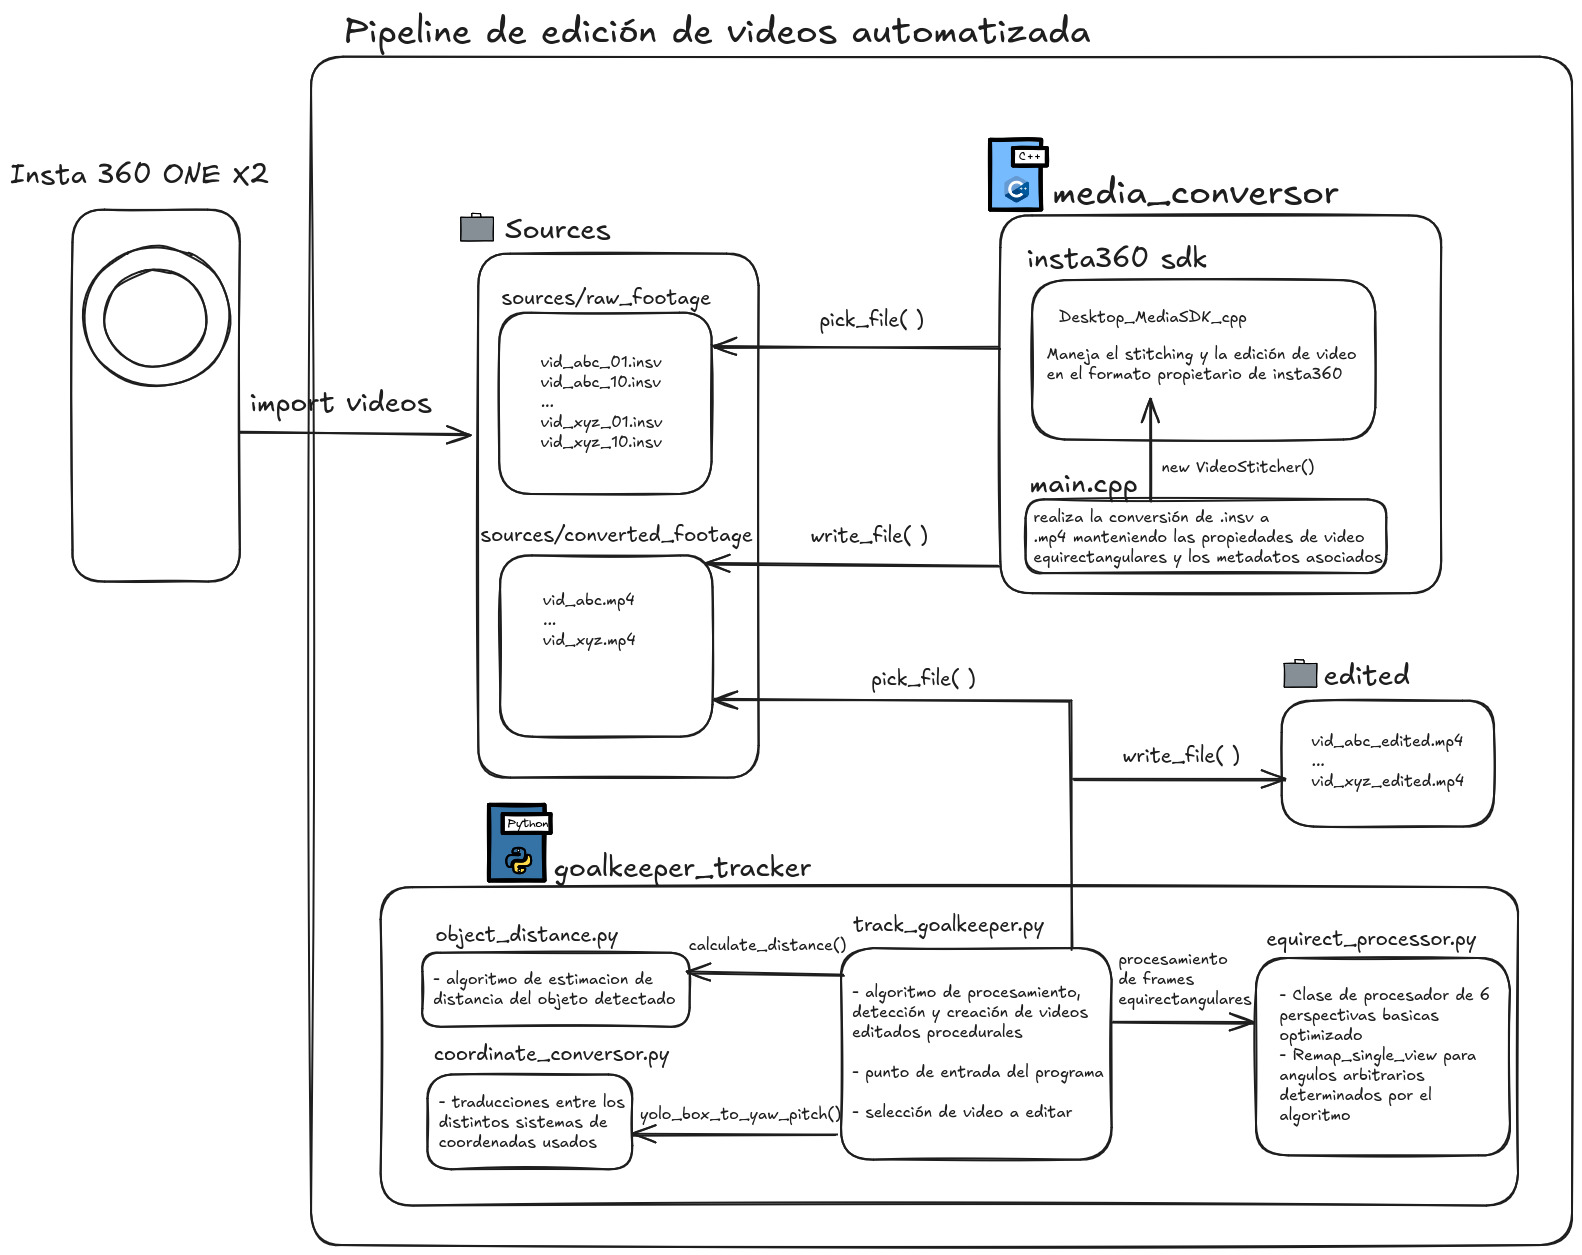 Pipeline de edición de videos automatizada
Insta 360 ONE X2
import videos
Sources
sources/raw_footage
vid_abc_01.insv
vid_abc_10.insv
...
vid_xyz_01.insv
vid_xyz_10.insv
sources/converted_footage
vid_abc.mp4
...
vid_xyz.mp4
pick_file( )
write_file( )
pick_file( )
C++
C++
media_conversor
insta360 sdk
Desktop_MediaSDK_cpp
Maneja el stitching y la edición de video
en el formato propietario de insta360
new VideoStitcher()
main.cpp
realiza la conversión de .insv a
.mp4 manteniendo las propiedades de video
equirectangulares y los metadatos asociados
edited
vid_abc_edited.mp4
...
vid_xyz_edited.mp4
write_file( )
Python
goalkeeper_tracker
object_distance.py
- algoritmo de estimacion de
distancia del objeto detectado
calculate_distance()
coordinate_conversor.py
- traducciones entre los
distintos sistemas de
coordenadas usados
yolo_box_to_yaw_pitch()
track_goalkeeper.py
- algoritmo de procesamiento,
detección y creación de videos
editados procedurales
- punto de entrada del programa
- selección de video a editar
procesamiento
de frames
equirectangulares
equirect_processor.py
- Clase de procesador de 6
perspectivas basicas
optimizado
- Remap_single_view para
angulos arbitrarios
determinados por el
algoritmo